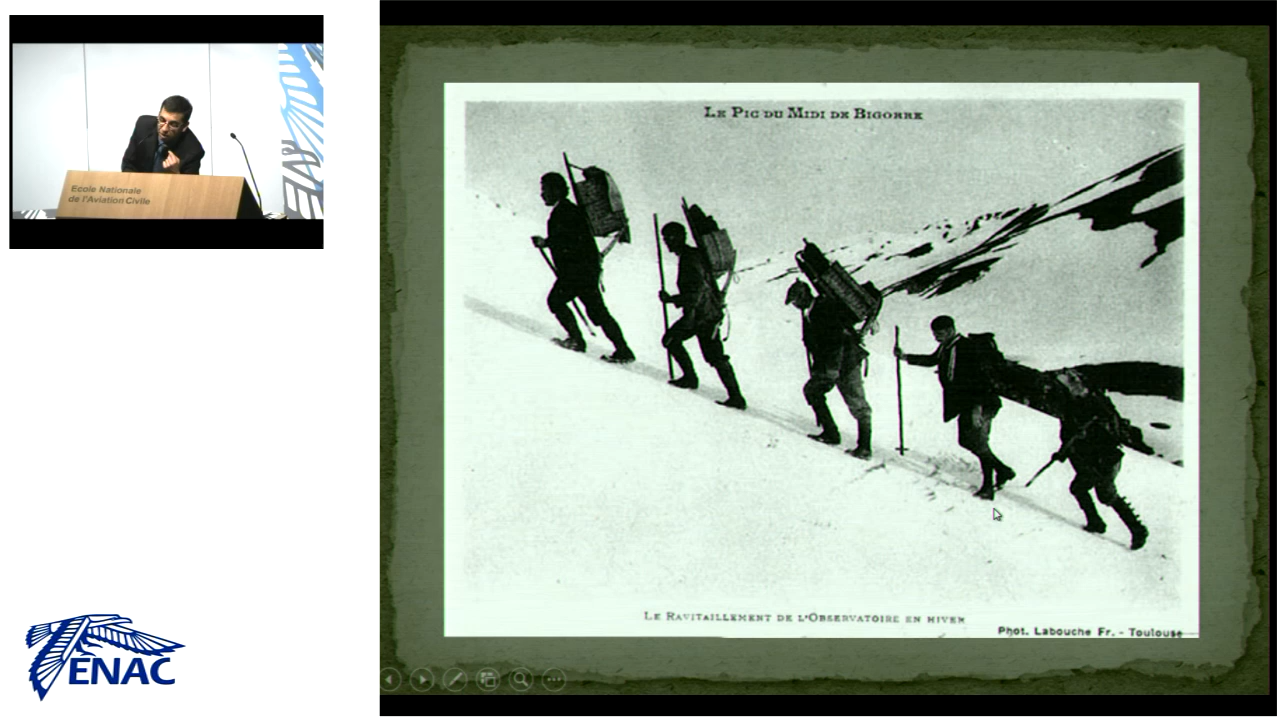 Ecole Nationale
de l'Aviation Civile
LE PIC DU MIDI DE BIGORRE
LE RAVITAILLEMENT DE L'OBSERVATOIRE EN HIVER
Phot. Labouche Fr. - Toulouse
ENAC